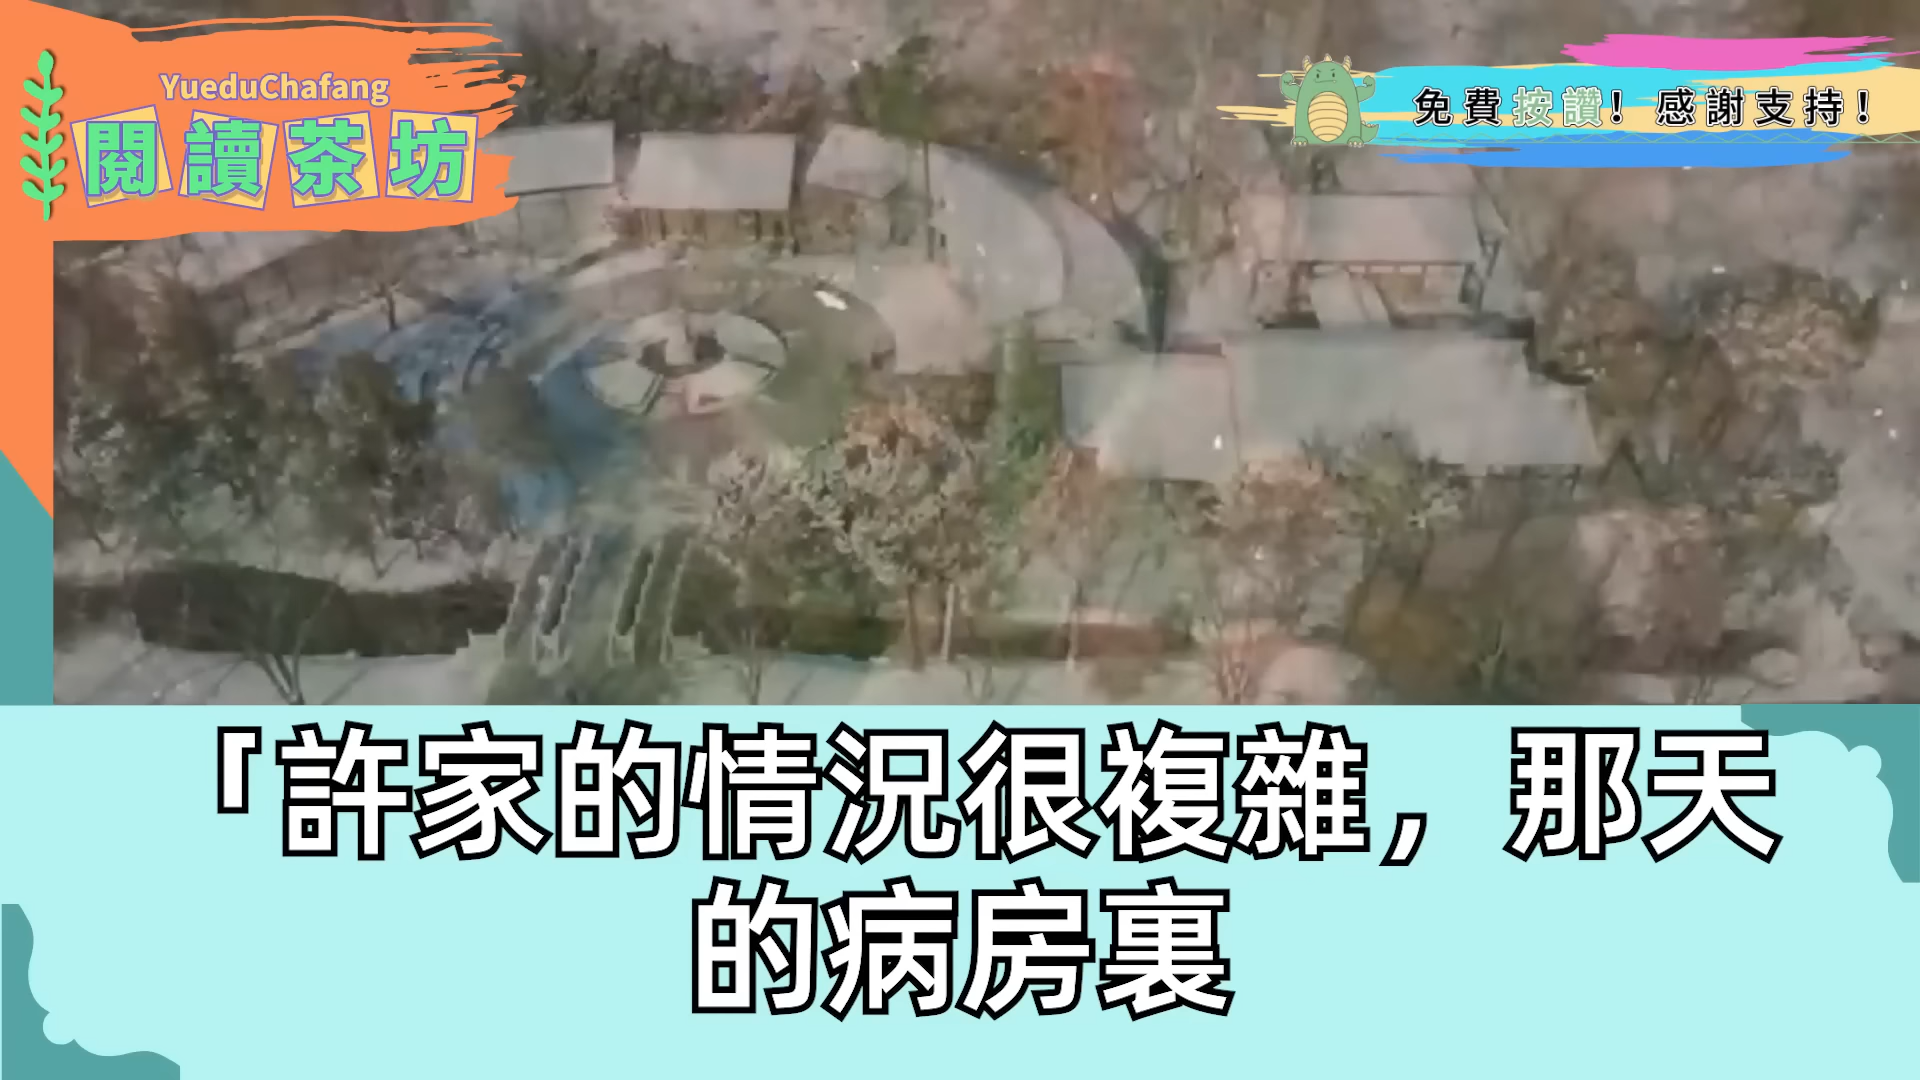 YueduChafang
閱讀茶坊
免費按讚！感謝支持！
「許家的情況很複雜，那天
的病房裏